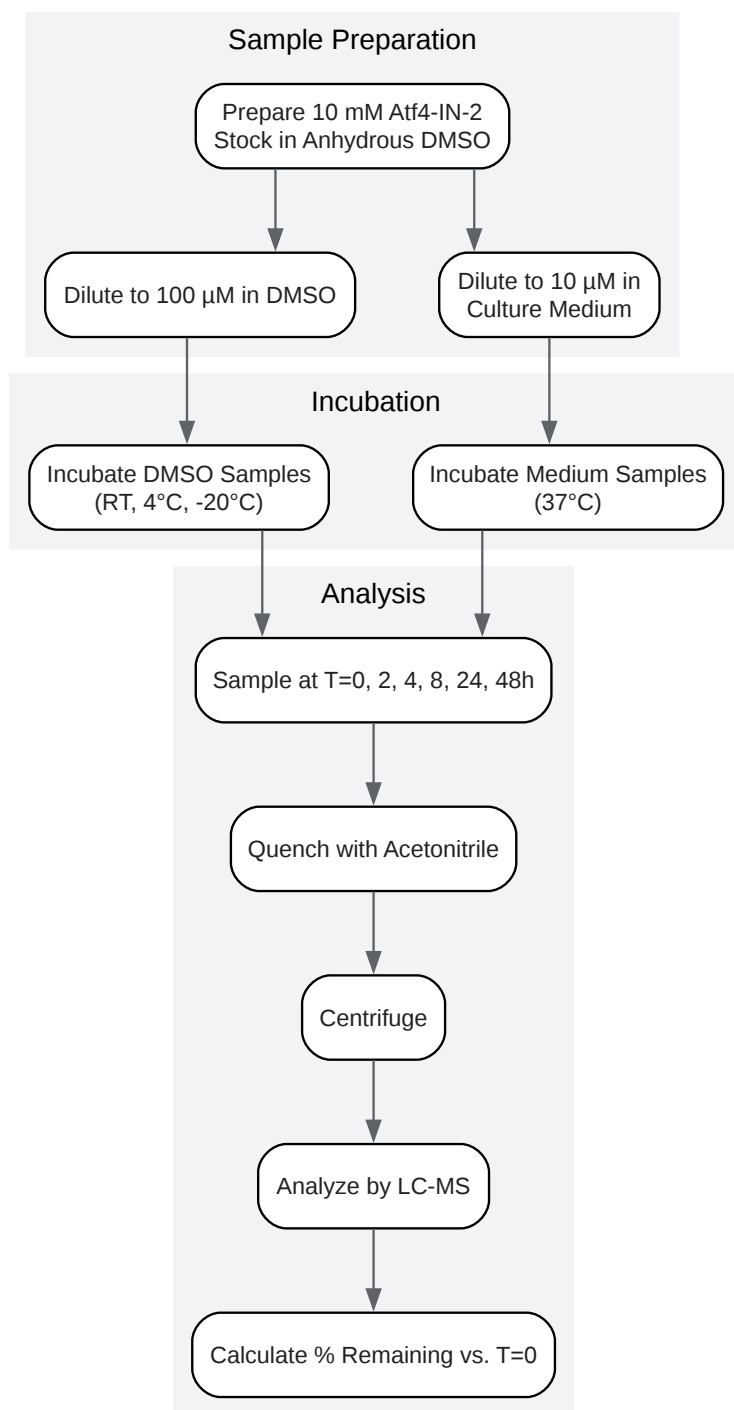 Sample Preparation
Prepare 10 mM Atf4-IN-2
Stock in Anhydrous DMSO
Dilute to 100 µM in DMSO
Dilute to 10 µM in
Culture Medium
Incubation
Incubate DMSO Samples
(RT, 4°C, -20°C)
Incubate Medium Samples
(37°C)
Analysis
Sample at T=0, 2, 4, 8, 24, 48h
Quench with Acetonitrile
Centrifuge
Analyze by LC-MS
Calculate % Remaining vs. T=0